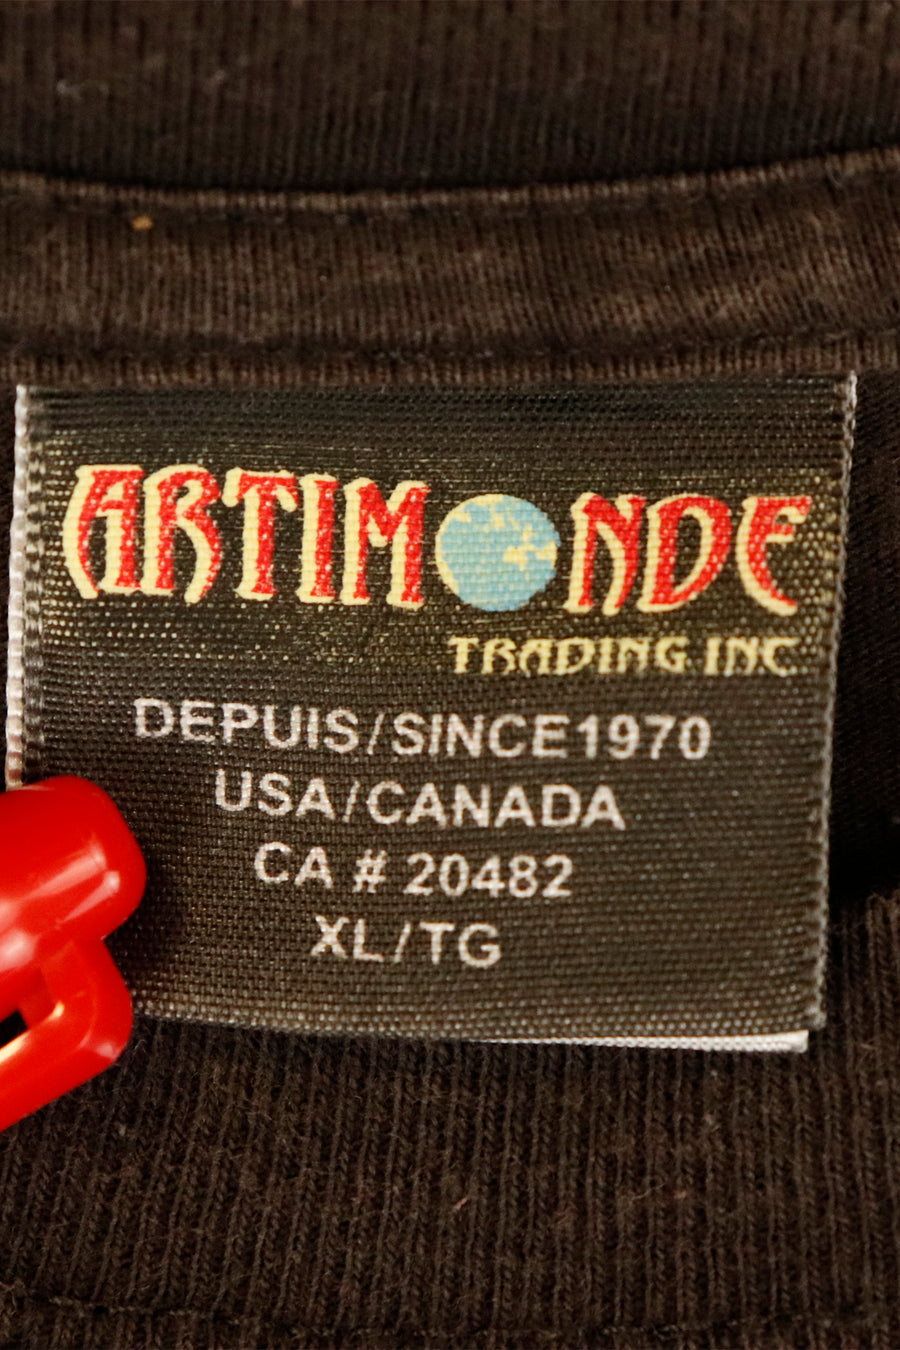 ARTIMONDE
TRADING INC
DEPUIS/SINCE1970
USA/CANADA
CA # 20482
XL/TG